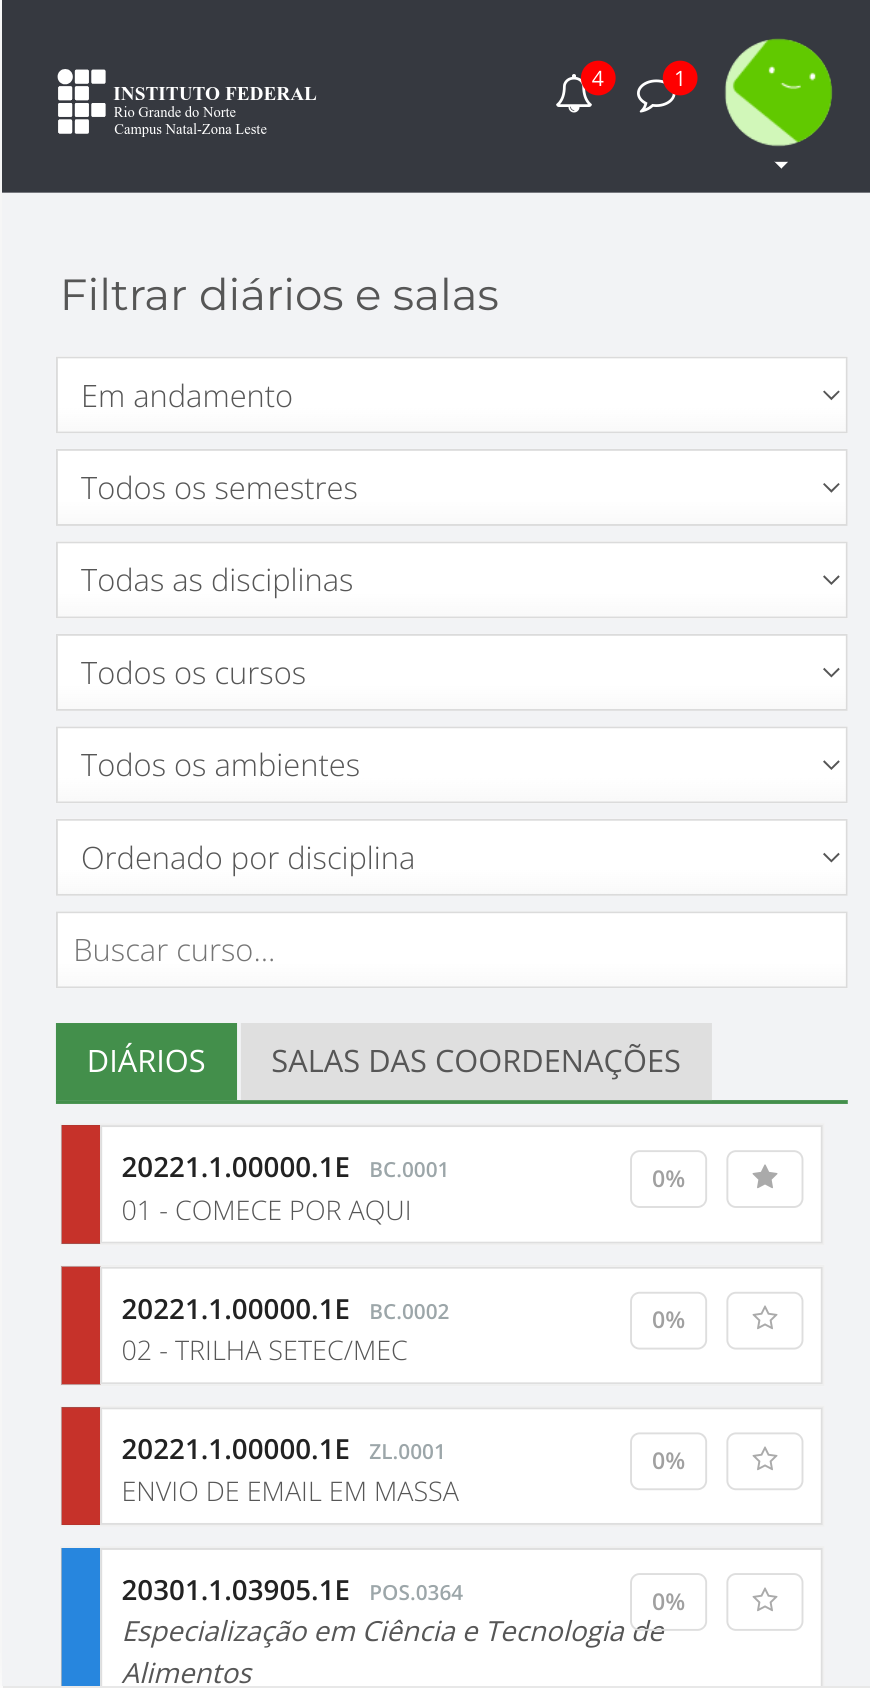 INSTITUTO FEDERAL
Rio Grande do Norte
Campus Natal-Zona Leste
4
1
Filtrar diários e salas
Em andamento
Todos os semestres
Todas as disciplinas
Todos os cursos
Todos os ambientes
Ordenado por disciplina
Buscar curso...
DIÁRIOS SALAS DAS COORDENAÇÕES
20221.1.00000.1E BC.0001 0%
01 - COMECE POR AQUI
20221.1.00000.1E BC.0002 0%
02 - TRILHA SETEC/MEC
20221.1.00000.1E ZL.0001 0%
ENVIO DE EMAIL EM MASSA
20301.1.03905.1E POS.0364 0%
Especialização em Ciência e Tecnologia de
Alimentos